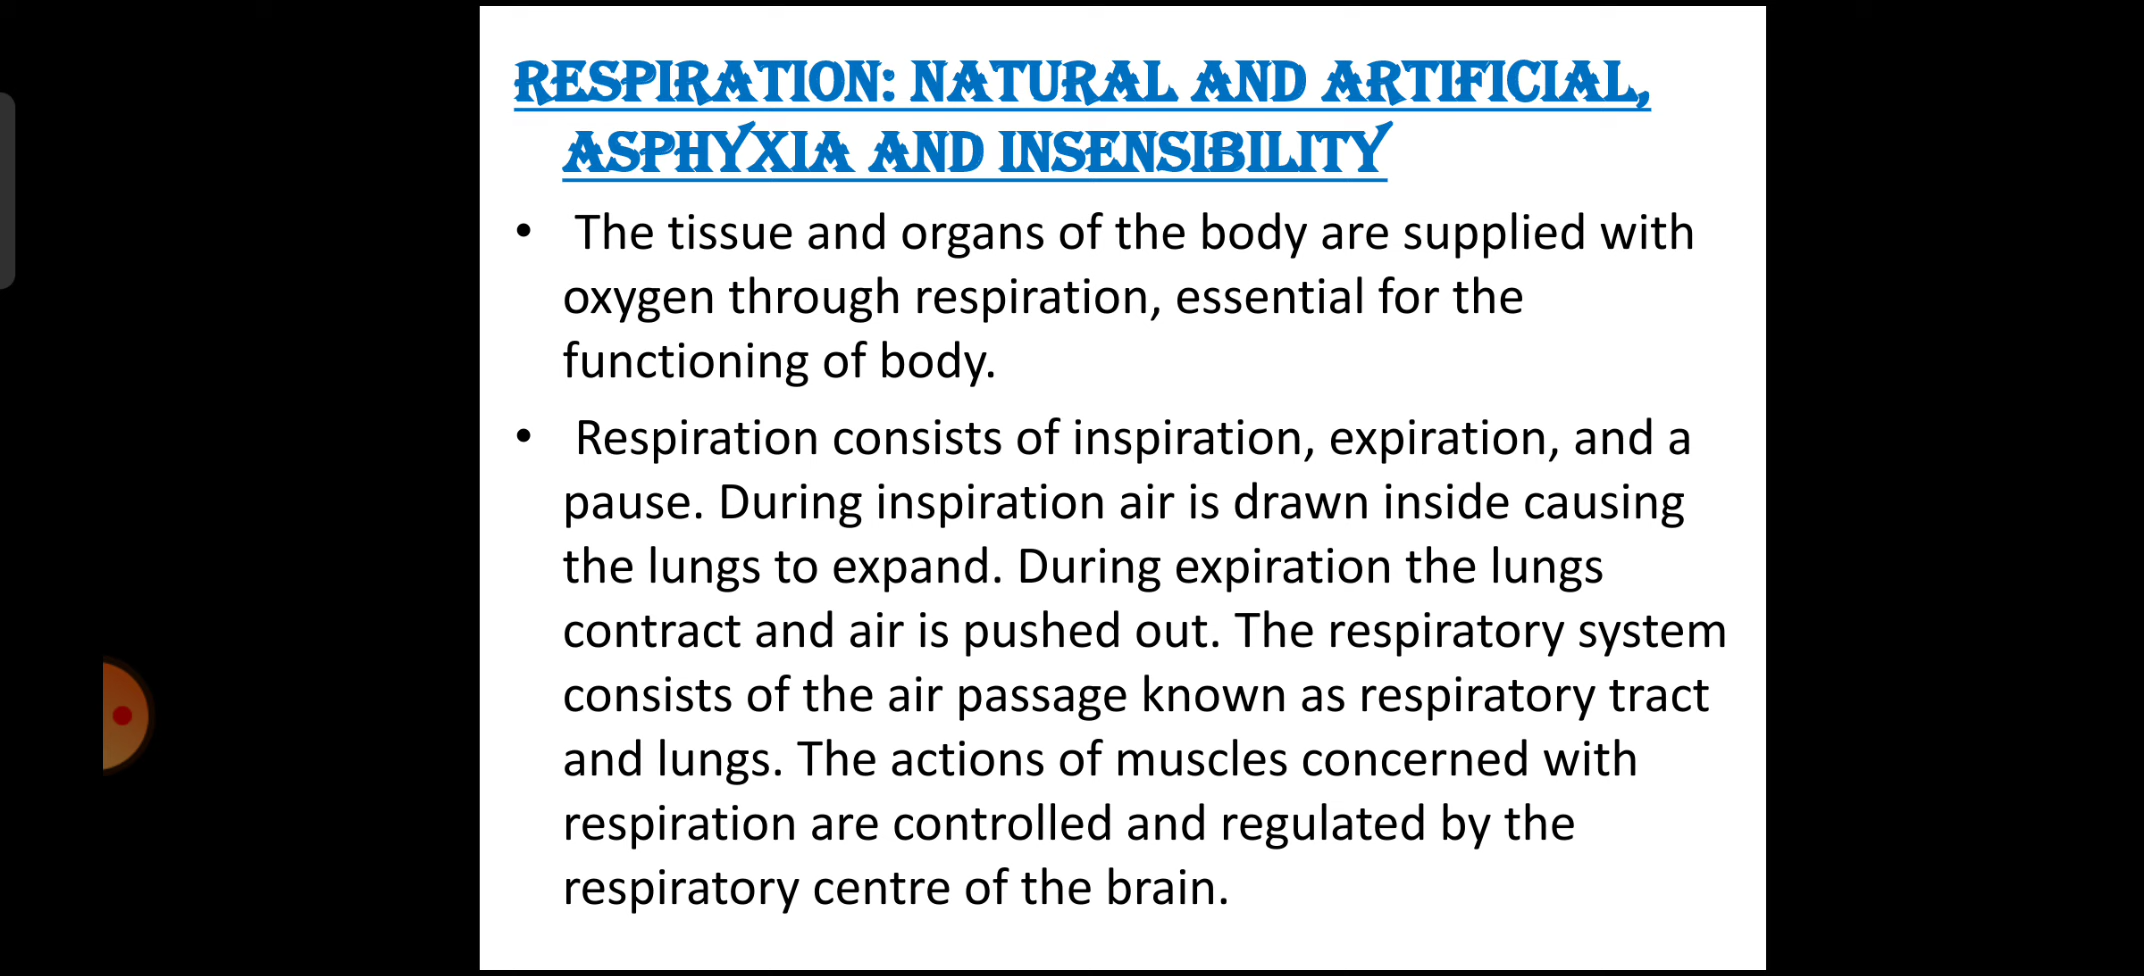 RESPIRATION: NATURAL AND ARTIFICIAL,
ASPHYXIA AND INSENSIBILITY
• The tissue and organs of the body are supplied with
oxygen through respiration, essential for the
functioning of body.
• Respiration consists of inspiration, expiration, and a
pause. During inspiration air is drawn inside causing
the lungs to expand. During expiration the lungs
contract and air is pushed out. The respiratory system
consists of the air passage known as respiratory tract
and lungs. The actions of muscles concerned with
respiration are controlled and regulated by the
respiratory centre of the brain.